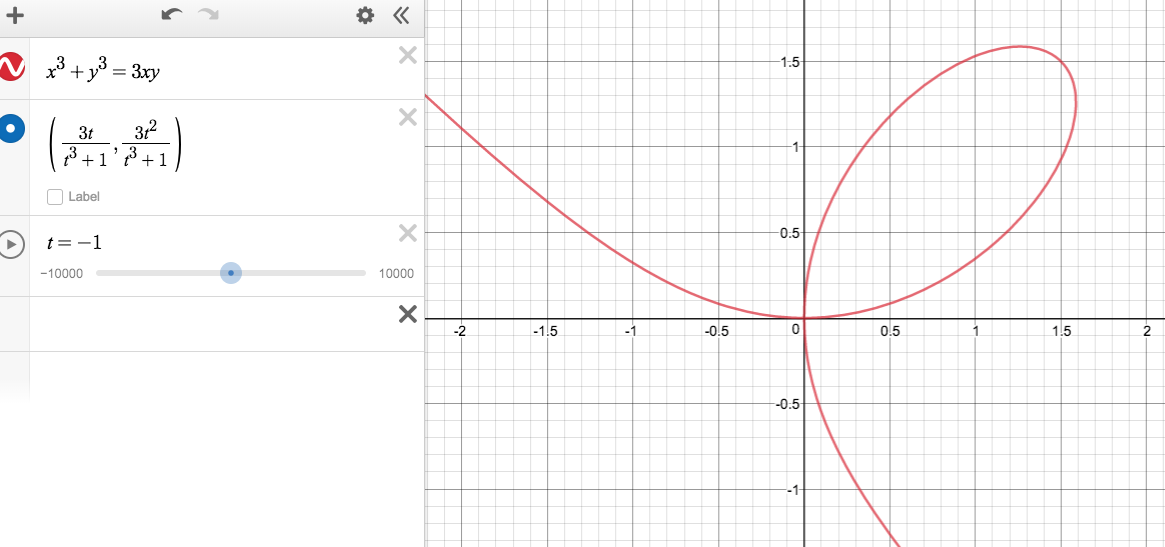 x³ + y³ = 3xy
(3t/(t³ + 1), 3t²/(t³ + 1))
Label
t = −1
−10000 10000
1.5
1
0.5
-2 -1.5 -1 -0.5 0 0.5 1 1.5 2
-0.5
-1